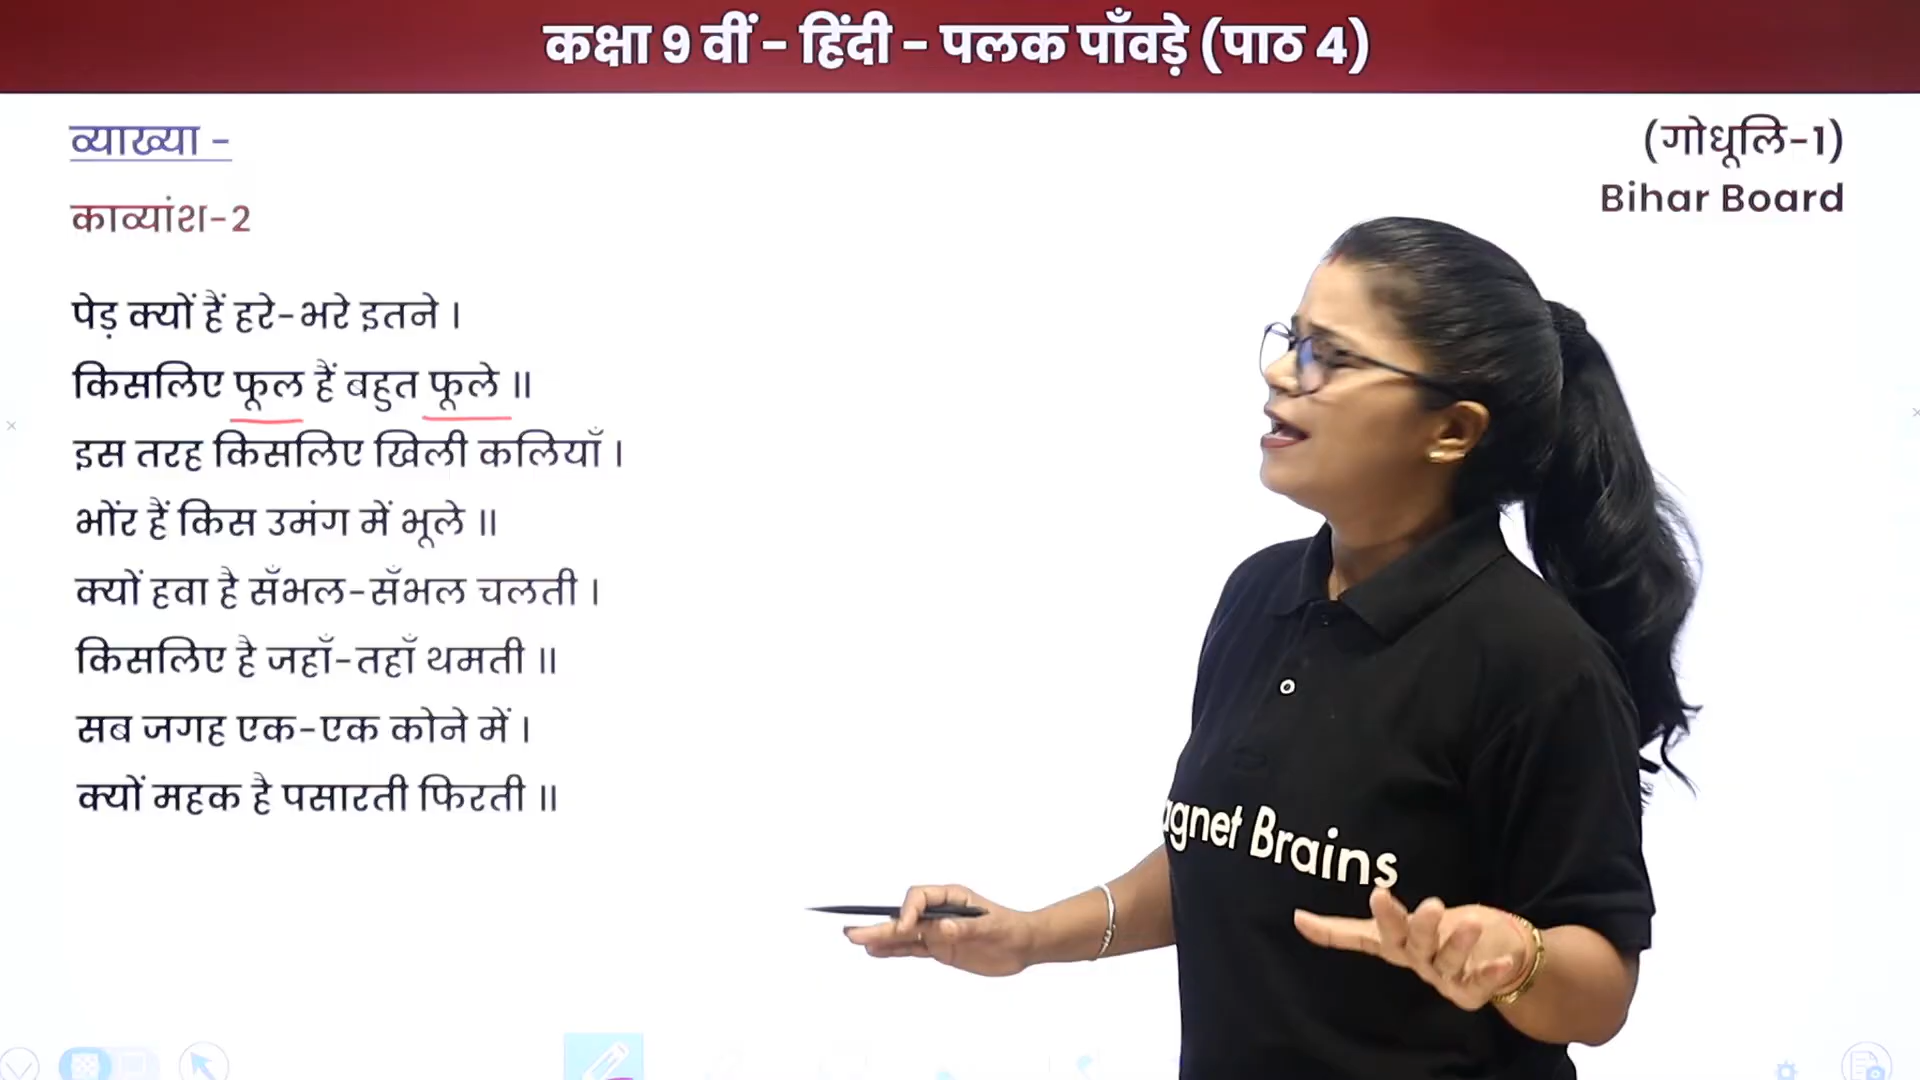 कक्षा 9 वीं - हिंदी - पलक पाँवड़े (पाठ 4)
व्याख्या -
(गोधूलि-1)
Bihar Board
काव्यांश-2
पेड़ क्यों हैं हरे-भरे इतने ।
किसलिए फूल हैं बहुत फूले ॥
इस तरह किसलिए खिली कलियाँ ।
भोंर हैं किस उमंग में भूले ॥
क्यों हवा है सँभल-सँभल चलती ।
किसलिए है जहाँ-तहाँ थमती ॥
सब जगह एक-एक कोने में ।
क्यों महक है पसारती फिरती ॥
agnet Brains